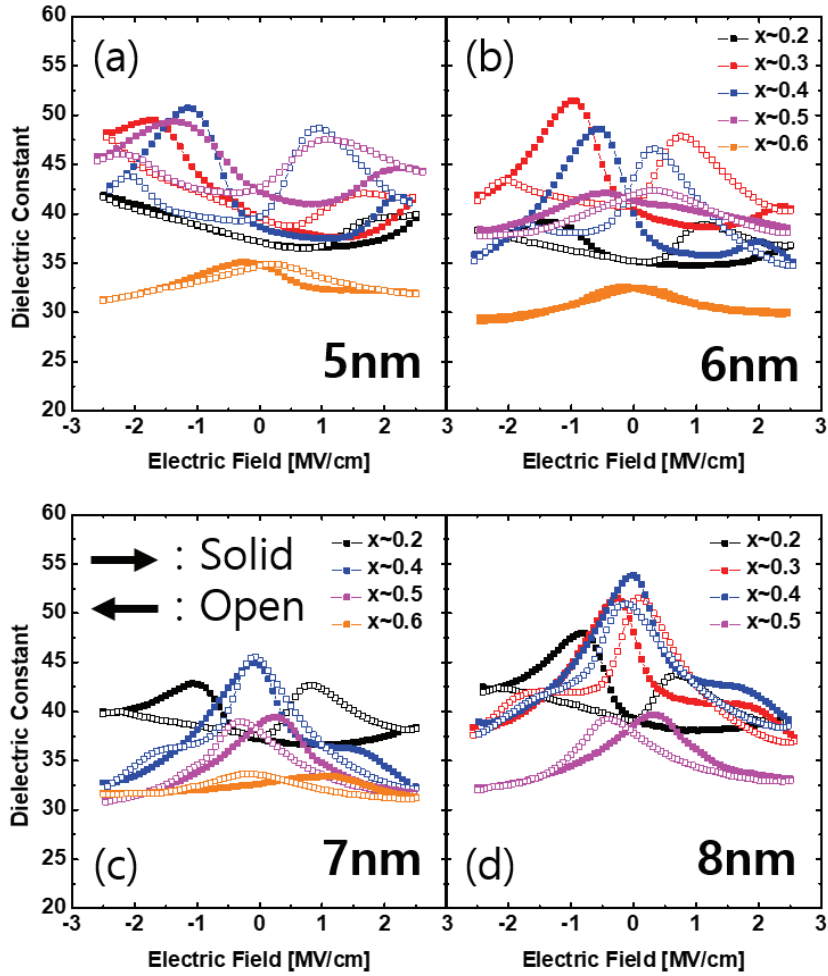 (a)
60
55
50
45
40
35
30
25
20
Dielectric Constant
5nm
-3 -2 -1 0 1 2 3
Electric Field [MV/cm]
(b)
x~0.2
x~0.3
x~0.4
x~0.5
x~0.6
6nm
-2 -1 0 1 2 3
Electric Field [MV/cm]
60
55
50
45
40
35
30
25
20
Dielectric Constant
: Solid
: Open
x~0.2
x~0.4
x~0.5
x~0.6
(c)
7nm
-3 -2 -1 0 1 2 3
Electric Field [MV/cm]
x~0.2
x~0.3
x~0.4
x~0.5
(d)
8nm
-2 -1 0 1 2 3
Electric Field [MV/cm]